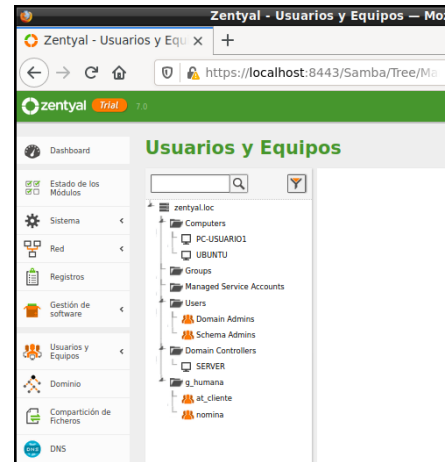 Zentyal - Usuarios y Equipos — Mo
Zentyal - Usuarios y Equ
https://localhost:8443/Samba/Tree/Ma
zentyal Trial 7.0
Dashboard
Estado de los
Módulos
Sistema
Red
Registros
Gestión de
software
Usuarios y
Equipos
Dominio
Compartición de
Ficheros
DNS
DNS
Usuarios y Equipos
zentyal.loc
Computers
PC-USUARIO1
UBUNTU
Groups
Managed Service Accounts
Users
Domain Admins
Schema Admins
Domain Controllers
SERVER
g_humana
at_cliente
nomina